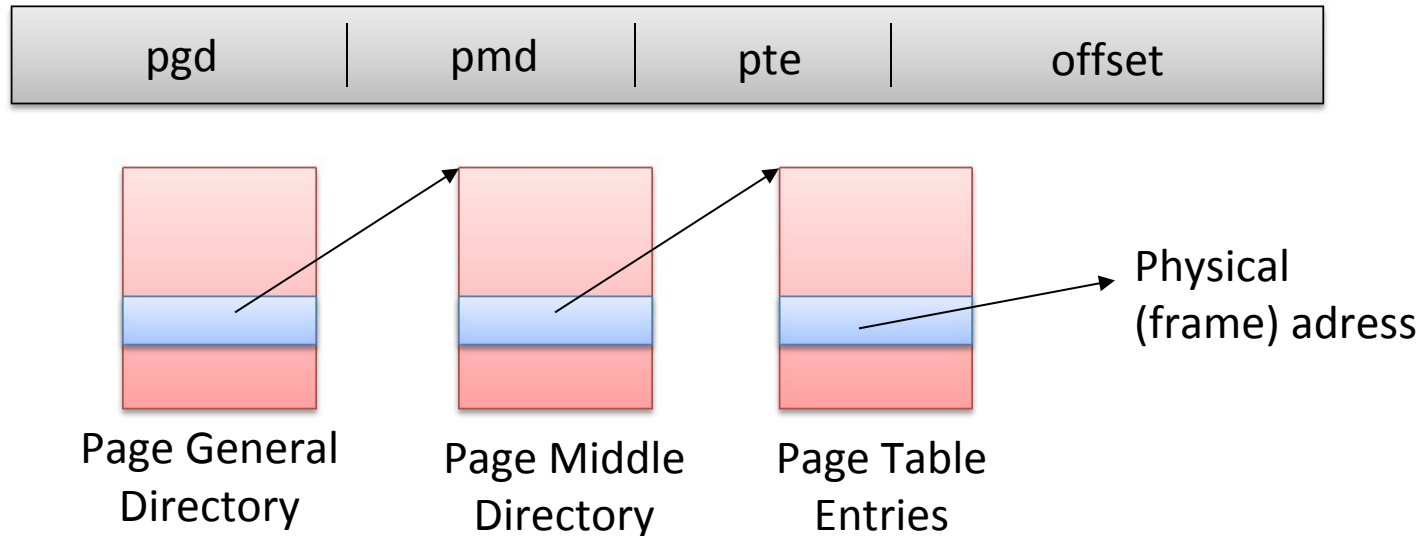 pgd pmd pte offset
Physical
(frame) adress
Page General
Directory
Page Middle
Directory
Page Table
Entries